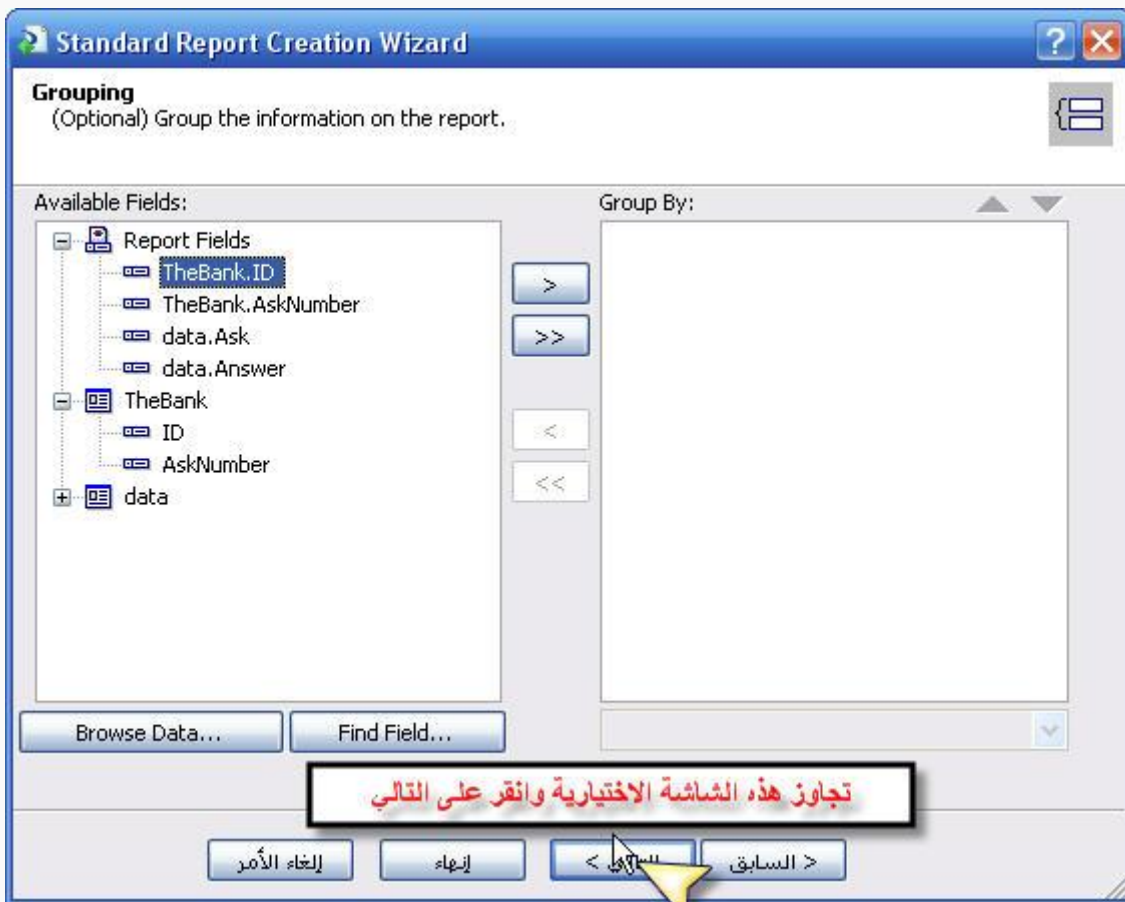 Standard Report Creation Wizard
Grouping
(Optional) Group the information on the report.
Available Fields:
Group By:
Report Fields
TheBank.ID
TheBank.AskNumber
data.Ask
data.Answer
TheBank
ID
AskNumber
data
>
>>
<
<<
Browse Data...
Find Field...
تجاوز هذه الشاشة الاختيارية وانقر على التالي
< السابق
>
إنهاء
إلغاء الأمر